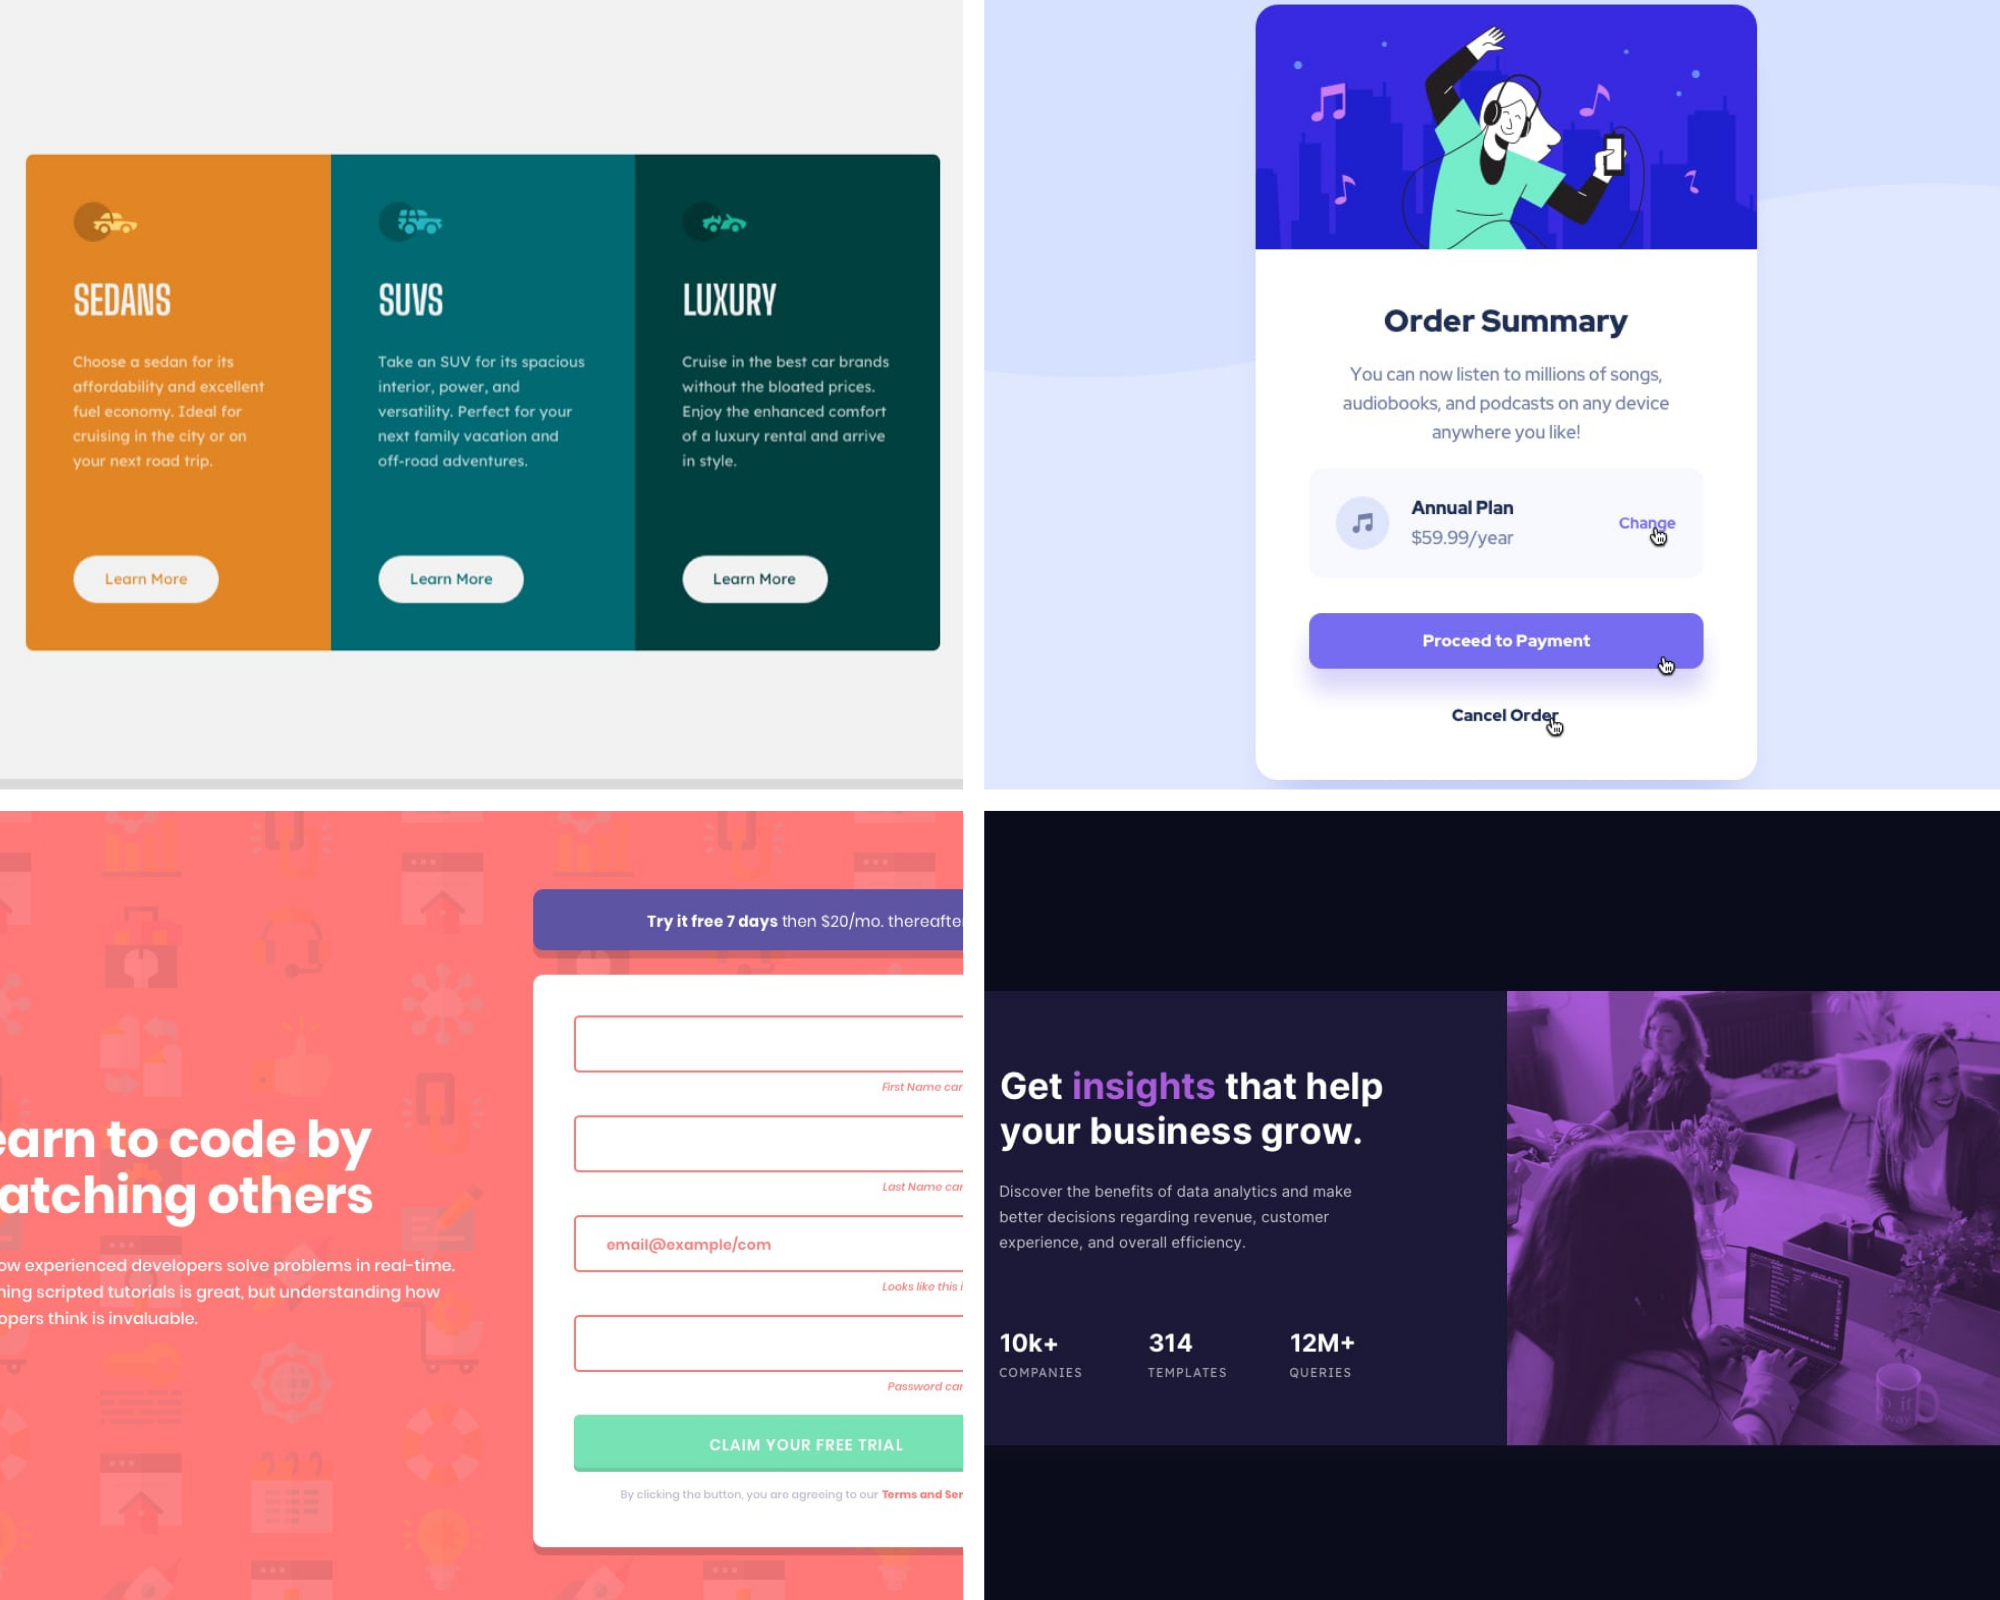 SEDANS
Choose a sedan for its
affordability and excellent
fuel economy. Ideal for
cruising in the city or on
your next road trip.
Learn More
SUVS
Take an SUV for its spacious
interior, power, and
versatility. Perfect for your
next family vacation and
off-road adventures.
Learn More
LUXURY
Cruise in the best car brands
without the bloated prices.
Enjoy the enhanced comfort
of a luxury rental and arrive
in style.
Learn More
Order Summary
You can now listen to millions of songs,
audiobooks, and podcasts on any device
anywhere you like!
Annual Plan
$59.99/year
Change
Proceed to Payment
Cancel Order
earn to code by
atching others
ow experienced developers solve problems in real-time.
ning scripted tutorials is great, but understanding how
opers think is invaluable.
Try it free 7 days then $20/mo. thereafter
First Name can
Last Name can
email@example/com
Looks like this i
Password can
CLAIM YOUR FREE TRIAL
By clicking the button, you are agreeing to our Terms and Ser
Get insights that help
your business grow.
Discover the benefits of data analytics and make
better decisions regarding revenue, customer
experience, and overall efficiency.
10k+
COMPANIES
314
TEMPLATES
12M+
QUERIES